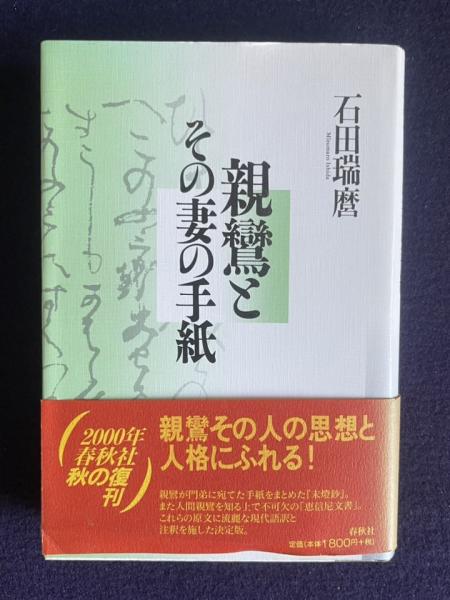 石田瑞麿
Mizumaro Ishida
親鸞と
その妻の手紙
2000年
春秋社
秋の復刊
親鸞その人の思想と
人格にふれる!
親鸞が門弟に宛てた手紙をまとめた『末燈鈔』。
また人間親鸞を知る上で不可欠の「恵信尼文書」。
これらの原文に流麗な現代語訳と
注釈を施した決定版。
春秋社
定価(本体1800円+税)